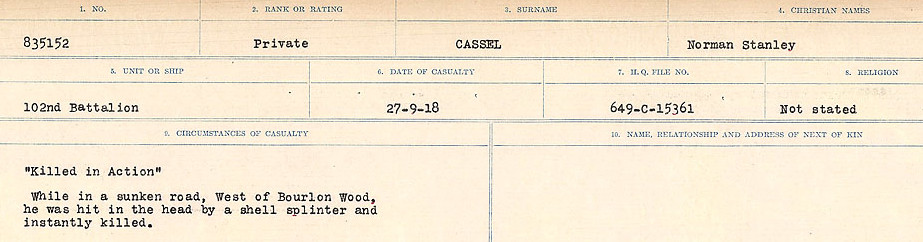 1. NO. 2. RANK OR RATING 3. SURNAME 4. CHRISTIAN NAMES
835152 Private CASSEL Norman Stanley
5. UNIT OR SHIP 6. DATE OF CASUALTY 7. H.Q. FILE NO. 8. RELIGION
102nd Battalion 27-9-18 649-C-15361 Not stated
9. CIRCUMSTANCES OF CASUALTY 10. NAME, RELATIONSHIP AND ADDRESS OF NEXT OF KIN
"Killed in Action"
While in a sunken road, West of Bourlon Wood,
he was hit in the head by a shell splinter and
instantly killed.